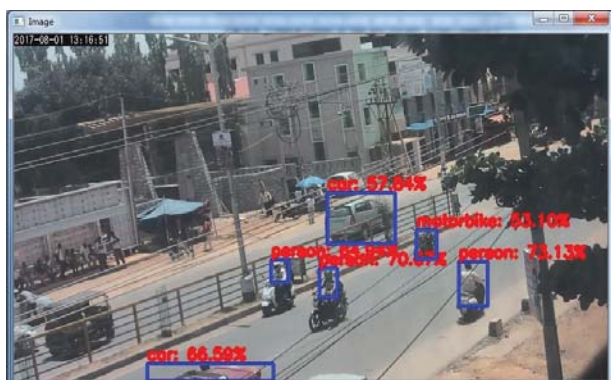 Image
2017-08-01 13:16:51
car: 57.84%
motorbike: 53.10%
person:
person: 70.67%
person: 73.13%
car: 66.59%